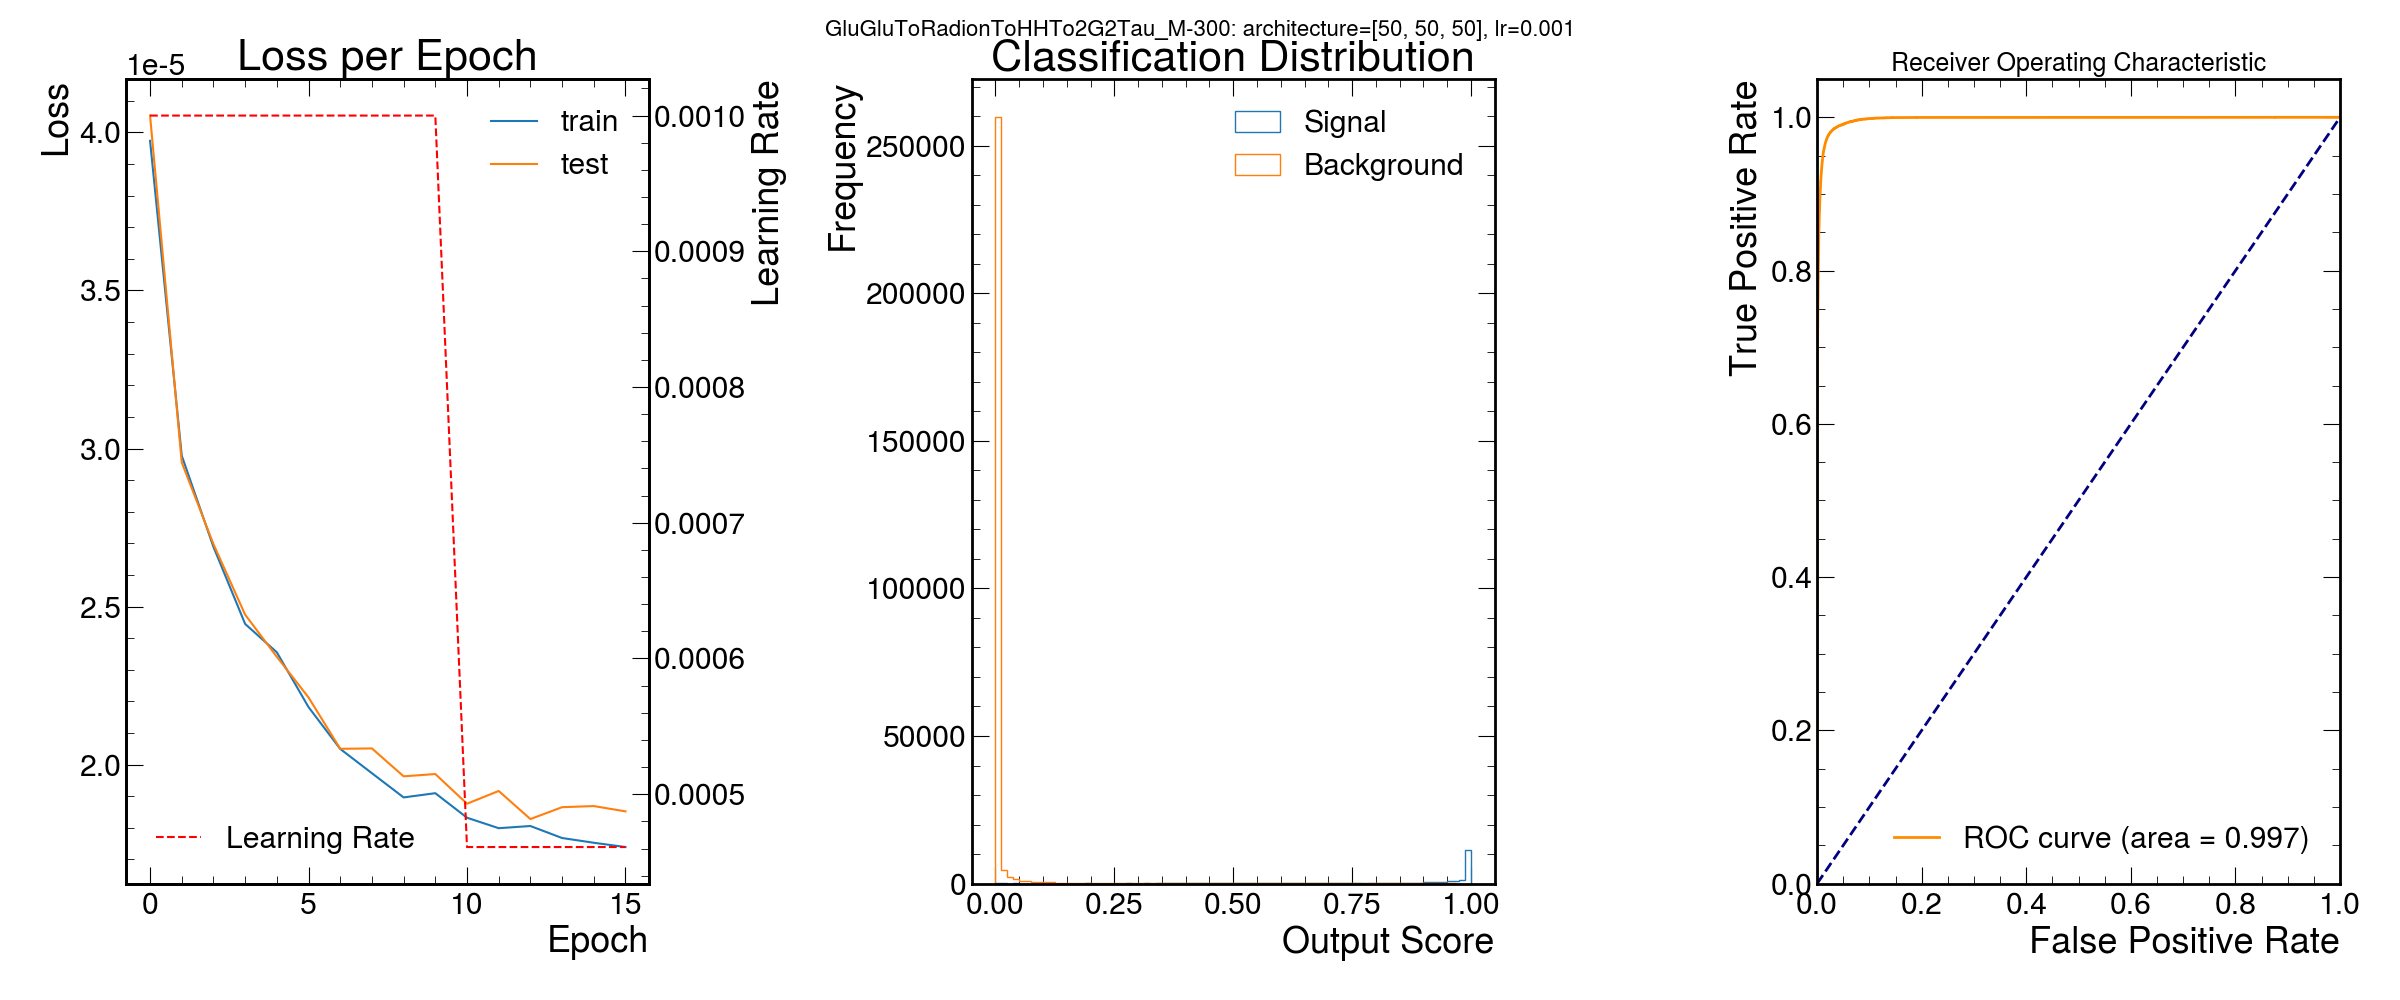 GluGluToRadionToHHTo2G2Tau_M-300: architecture=[50, 50, 50], lr=0.001
Loss per Epoch
1e-5
Loss
4.0
3.5
3.0
2.5
2.0
0
5
10
15
Epoch
train
test
Learning Rate
0.0010
0.0009
0.0008
0.0007
0.0006
0.0005
Learning Rate
Classification Distribution
Frequency
250000
200000
150000
100000
50000
0
0.00
0.25
0.50
0.75
1.00
Output Score
Signal
Background
Receiver Operating Characteristic
True Positive Rate
1.0
0.8
0.6
0.4
0.2
0.0
0.0
0.2
0.4
0.6
0.8
1.0
False Positive Rate
ROC curve (area = 0.997)